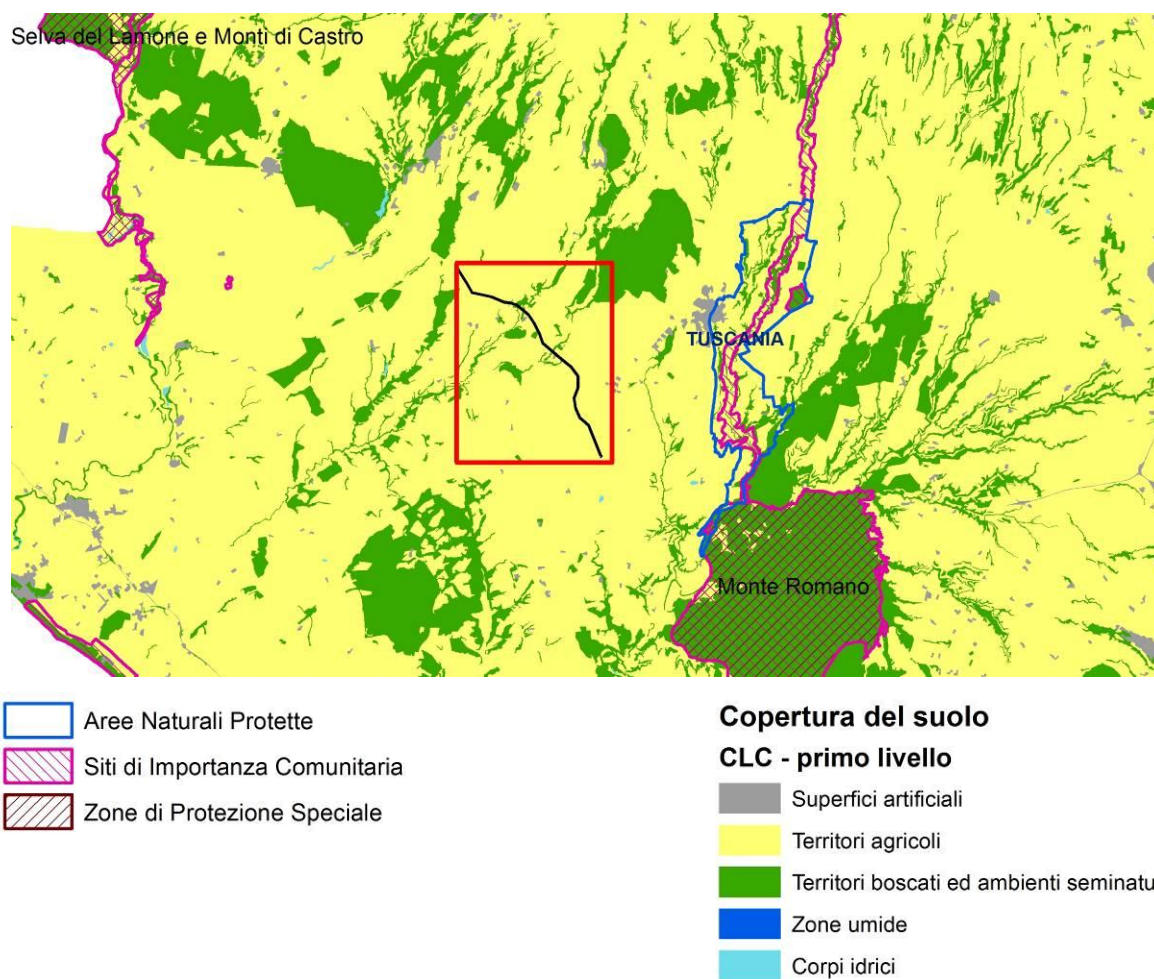 Selva del Lamone e Monti di Castro
TUSCANIA
Monte Romano
Aree Naturali Protette
Siti di Importanza Comunitaria
Zone di Protezione Speciale
Copertura del suolo
CLC - primo livello
Superfici artificiali
Territori agricoli
Territori boscati ed ambienti seminatu
Zone umide
Corpi idrici